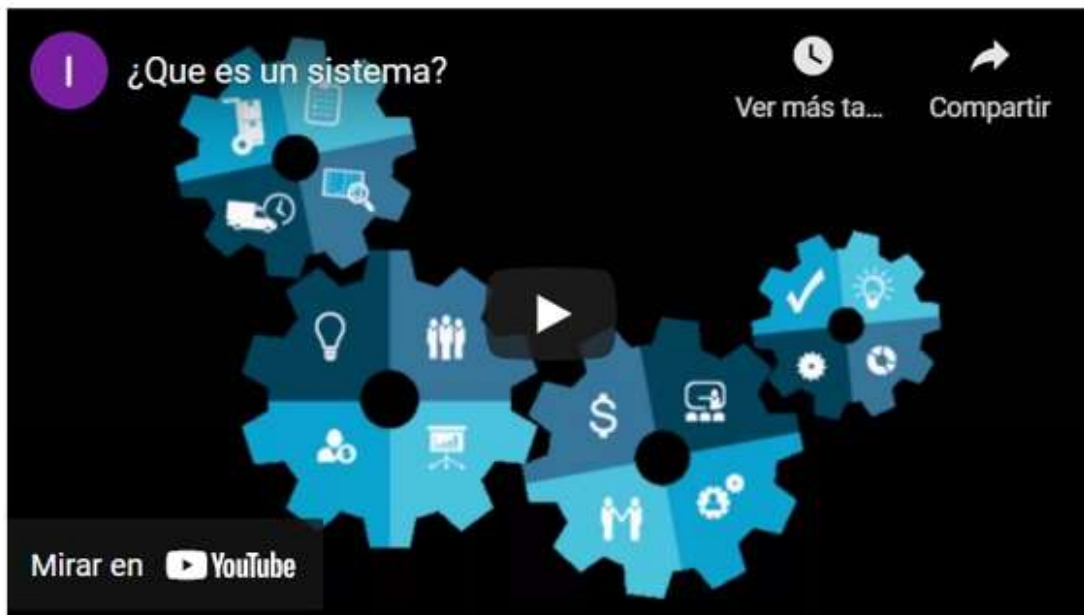 I
¿Que es un sistema?
Ver más ta...
Compartir
$
$
Mirar en YouTube